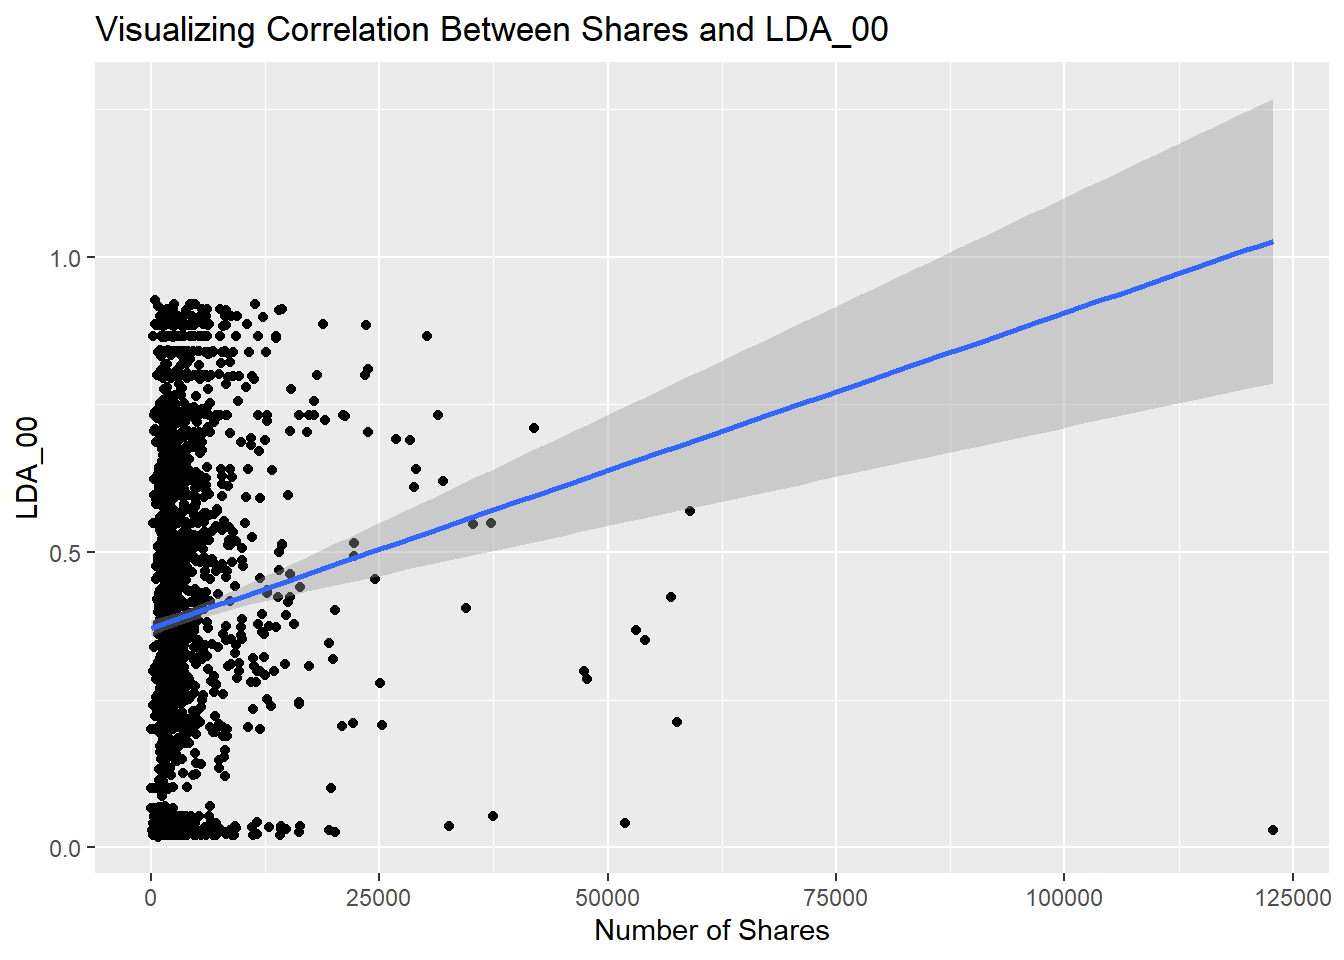 Visualizing Correlation Between Shares and LDA_00
1.0
0.5
0.0
LDA_00
0 25000 50000 75000 100000 125000
Number of Shares